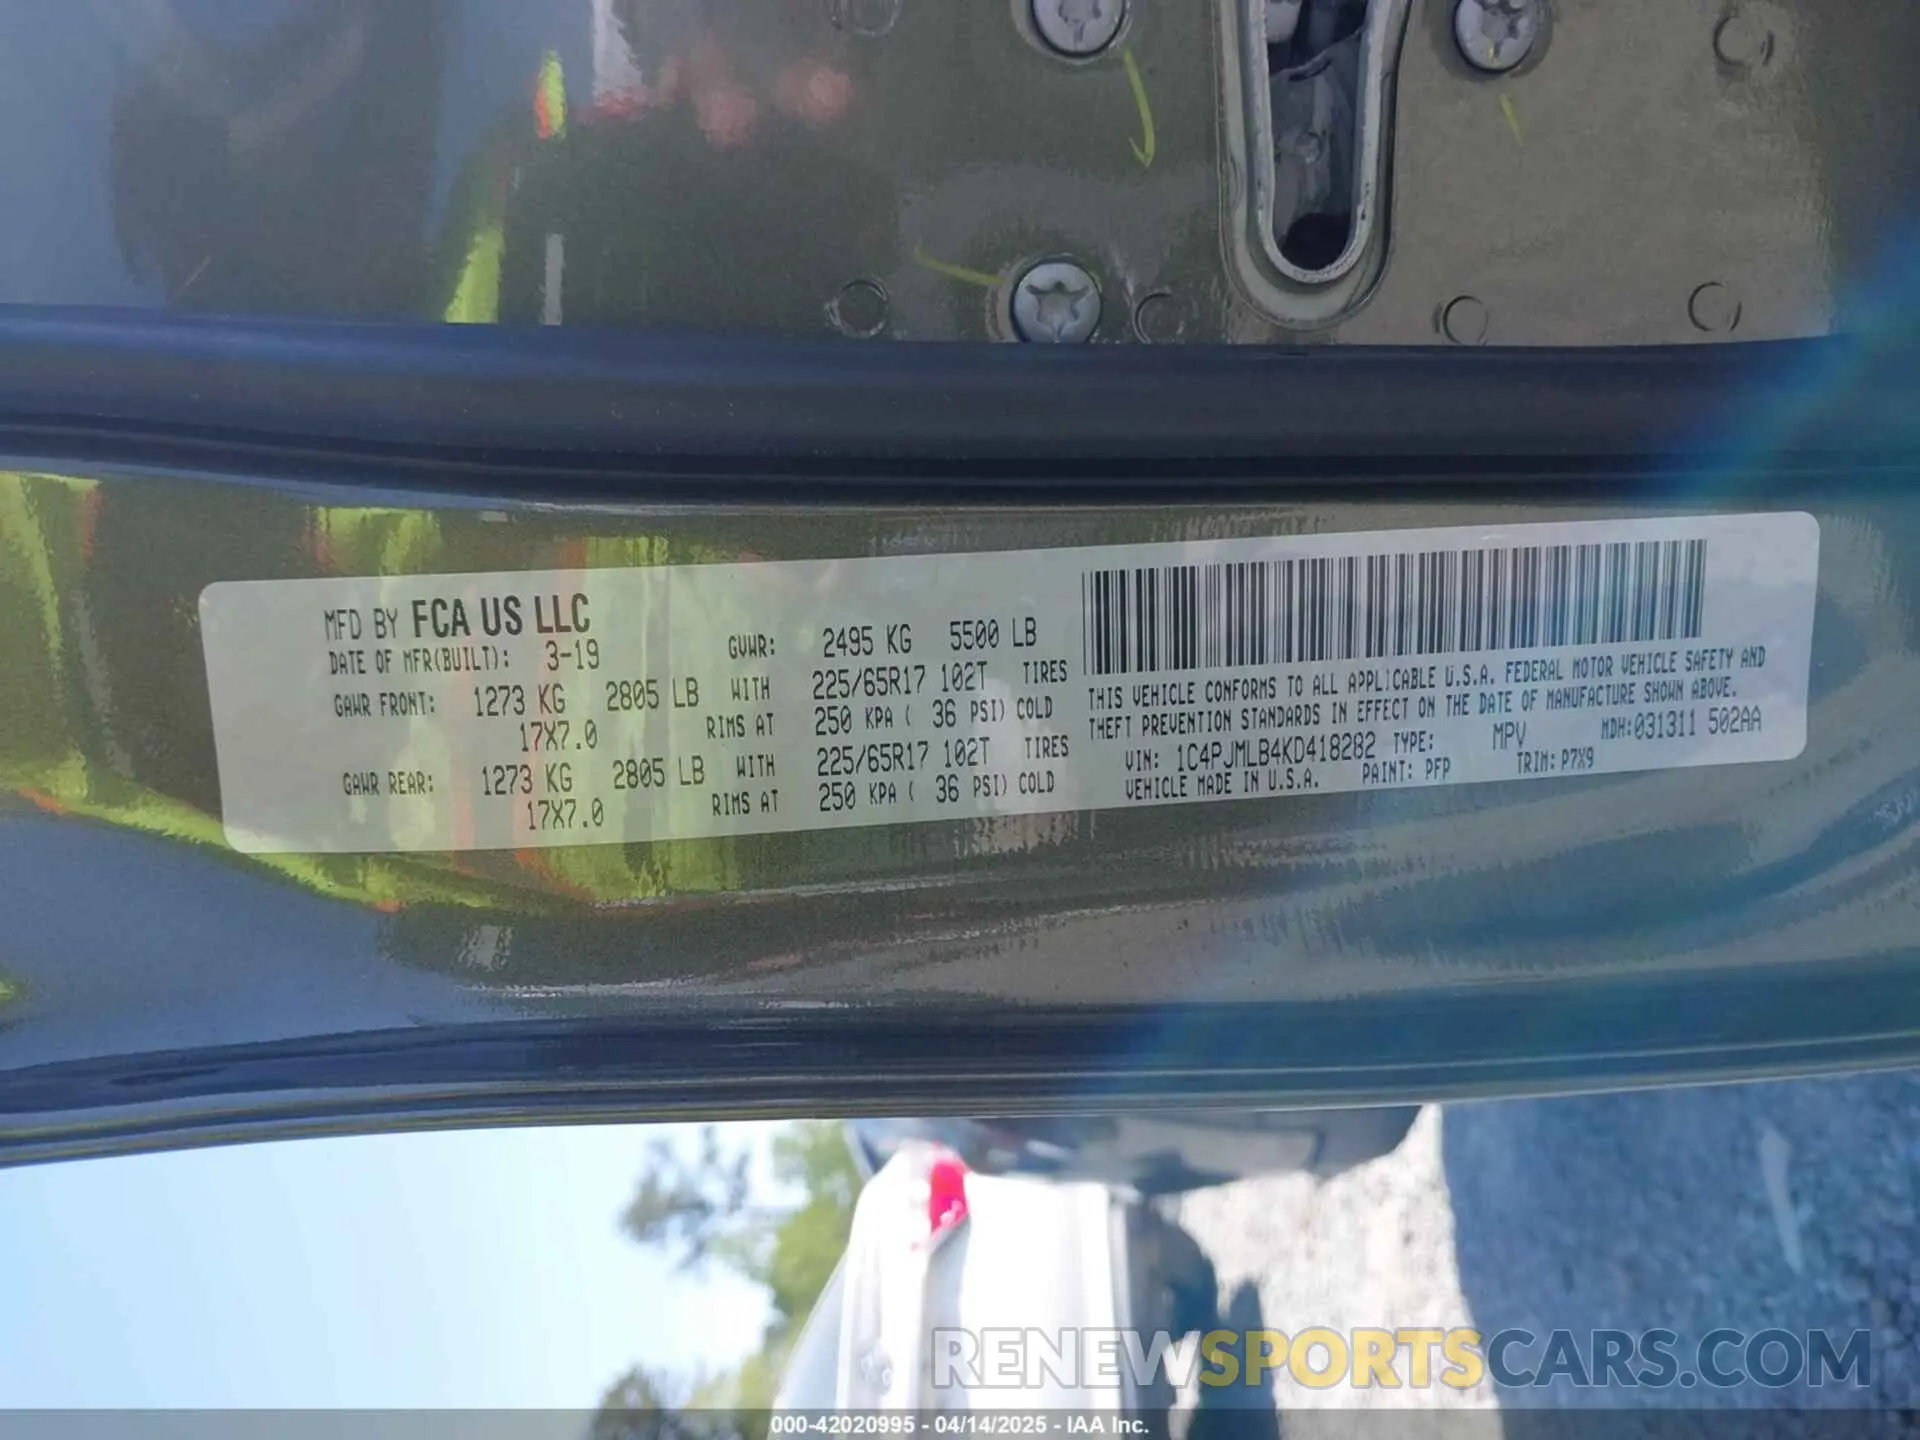 MFD BY FCA US LLC
DATE OF MFR(BUILT): 3-19
GVWR: 2495 KG 5500 LB
GAWR FRONT: 1273 KG 2805 LB WITH 225/65R17 102T TIRES
17X7.0 RIMS AT 250 KPA ( 36 PSI) COLD
GAWR REAR: 1273 KG 2805 LB WITH 225/65R17 102T TIRES
17X7.0 RIMS AT 250 KPA ( 36 PSI) COLD
THIS VEHICLE CONFORMS TO ALL APPLICABLE U.S.A. FEDERAL MOTOR VEHICLE SAFETY AND
THEFT PREVENTION STANDARDS IN EFFECT ON THE DATE OF MANUFACTURE SHOWN ABOVE.
VIN: 1C4PJMLB4KD418282 TYPE: MPV MDH:031311 502AA
VEHICLE MADE IN U.S.A. PAINT: PFP TRIM: P7X9
RENEWSPORTSCARS.COM
000-42020995 - 04/14/2025 - IAA Inc.